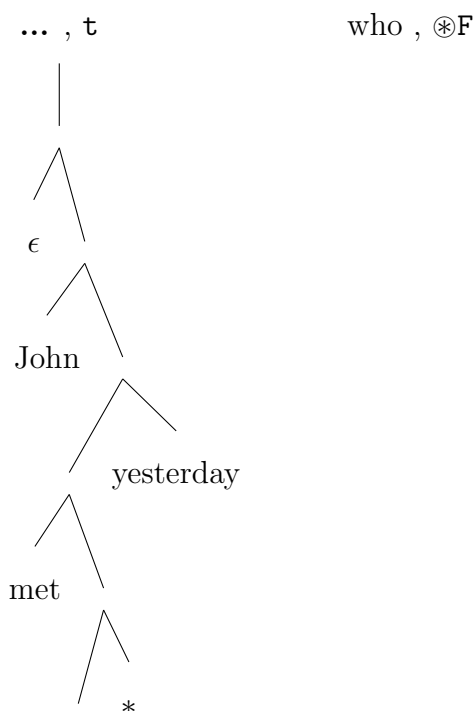 ... , t who , ⊛F
ϵ
John
yesterday
met
*